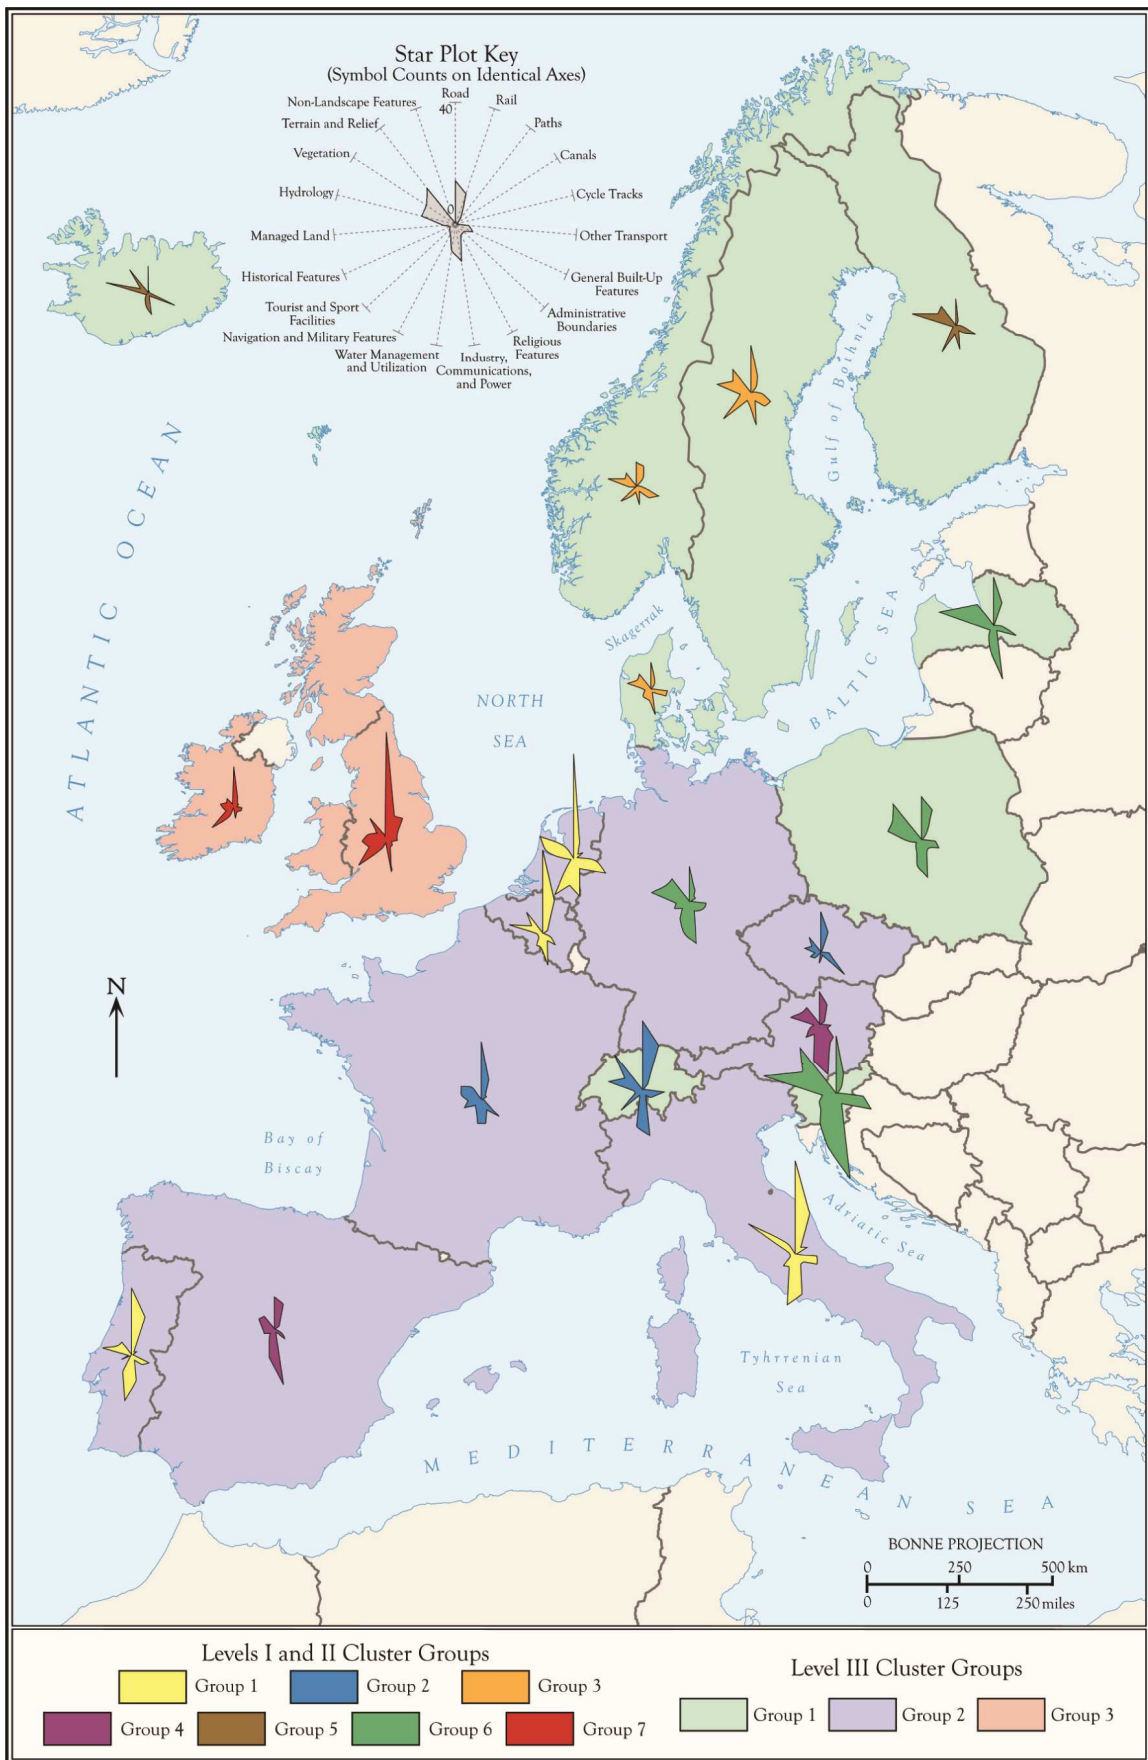 Star Plot Key
(Symbol Counts on Identical Axes)
Road
40
0
Rail
Paths
Canals
Cycle Tracks
Other Transport
General Built-Up
Features
Administrative
Boundaries
Religious
Features
Industry,
Communications,
and Power
Water Management
and Utilization
Navigation and Military Features
Tourist and Sport
Facilities
Historical Features
Managed Land
Hydrology
Vegetation
Terrain and Relief
Non-Landscape Features
ATLANTIC OCEAN
Gulf of Bothnia
Skagerrak
BALTIC SEA
NORTH
SEA
N
Bay of
Biscay
Adriatic Sea
Tyhrrenian
Sea
MEDITERRANEAN SEA
BONNE PROJECTION
0 250 500 km
0 125 250 miles
Levels I and II Cluster Groups
Group 1
Group 2
Group 3
Group 4
Group 5
Group 6
Group 7
Level III Cluster Groups
Group 1
Group 2
Group 3